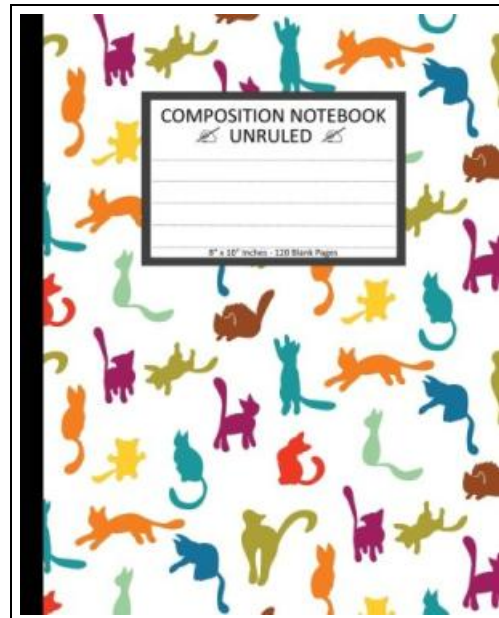 COMPOSITION NOTEBOOK
✍ UNRULED ✍
8" x 10" Inches - 120 Blank Pages